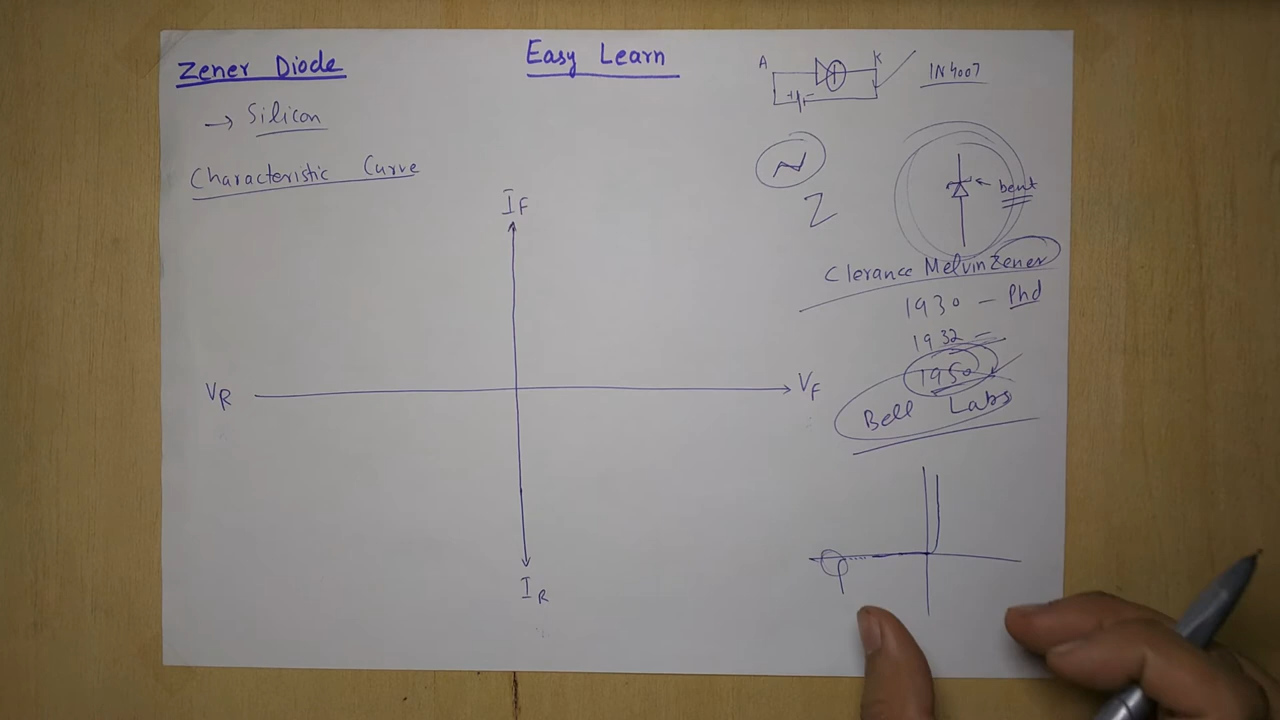 Zener Diode
Easy Learn
→ Silicon
Characteristic Curve
A K
+ -
1N4007
N
Z
← bent
Clerance Melvin Zener
1930 - Phd
1932 =
1950
Bell Labs
IF
VR
VF
IR